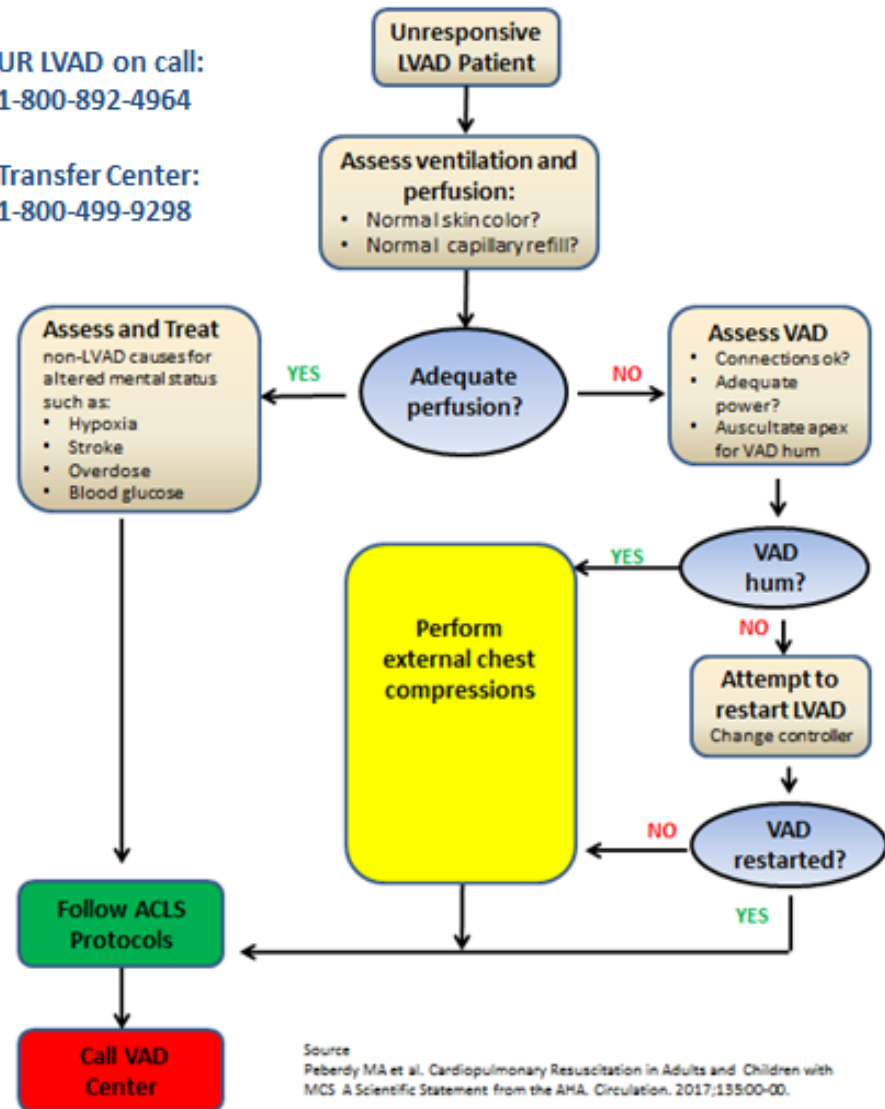 UR LVAD on call:
1-800-892-4964
Transfer Center:
1-800-499-9298
Unresponsive
LVAD Patient
Assess ventilation and
perfusion:
• Normal skin color?
• Normal capillary refill?
Adequate
perfusion?
YES
NO
Assess and Treat
non-LVAD causes for
altered mental status
such as:
• Hypoxia
• Stroke
• Overdose
• Blood glucose
Assess VAD
• Connections ok?
• Adequate
power?
• Auscultate apex
for VAD hum
VAD
hum?
YES
NO
Perform
external chest
compressions
Attempt to
restart LVAD
Change controller
VAD
restarted?
NO
YES
Follow ACLS
Protocols
Call VAD
Center
Source
Peberdy MA et al. Cardiopulmonary Resuscitation in Adults and Children with
MCS A Scientific Statement from the AHA. Circulation. 2017;135:00-00.